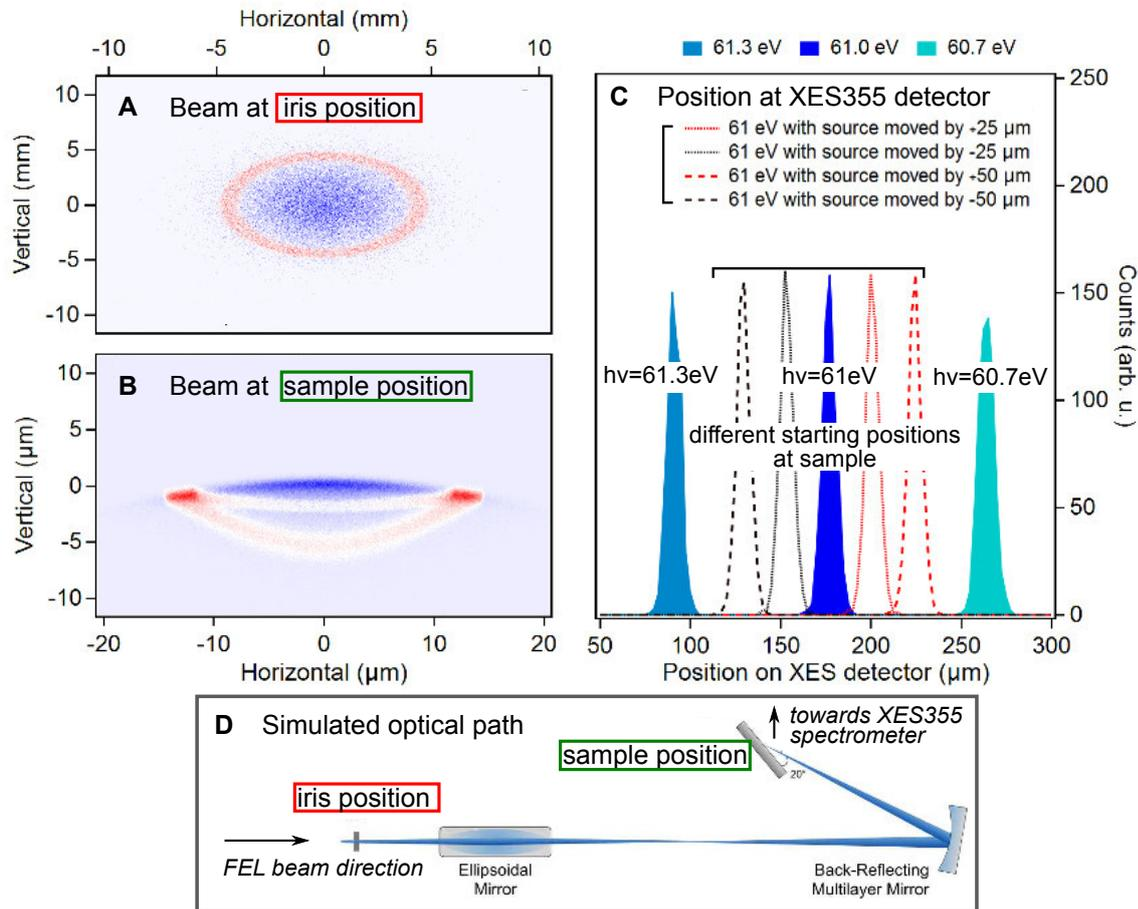 Horizontal (mm)
-10 -5 0 5 10
A Beam at iris position
Vertical (mm)
10
5
0
-5
-10
B Beam at sample position
Vertical (µm)
10
5
0
-5
-10
-20 -10 0 10 20
Horizontal (µm)
61.3 eV 61.0 eV 60.7 eV
C Position at XES355 detector
61 eV with source moved by +25 µm
61 eV with source moved by -25 µm
61 eV with source moved by +50 µm
61 eV with source moved by -50 µm
hν=61.3eV hν=61eV hν=60.7eV
different starting positions
at sample
250
200
150
100
50
0
Counts (arb. u.)
50 100 150 200 250 300
Position on XES detector (µm)
D Simulated optical path
towards XES355
spectrometer
sample position
20°
iris position
FEL beam direction
Ellipsoidal
Mirror
Back-Reflecting
Multilayer Mirror